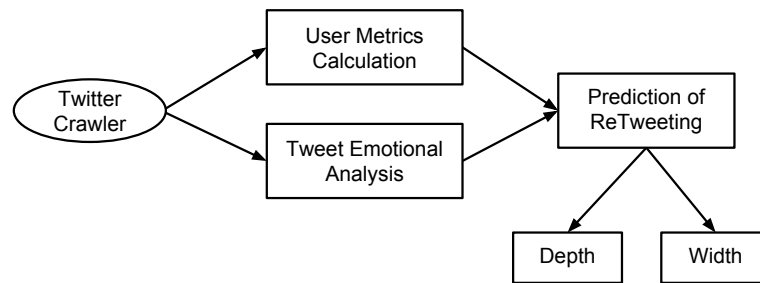 User Metrics
Calculation
Twitter
Crawler
Tweet Emotional
Analysis
Prediction of
ReTweeting
Depth
Width